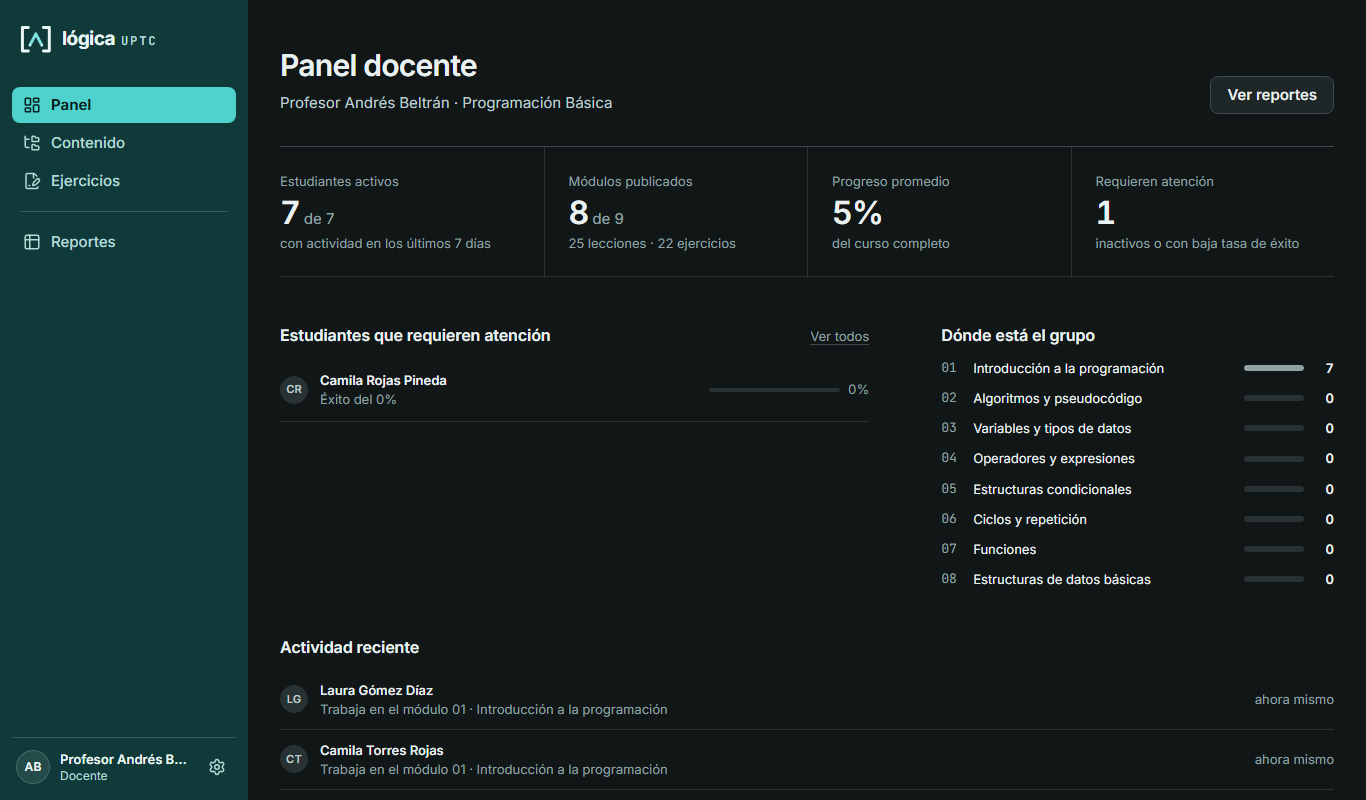 lógica UPTC
Panel
Contenido
Ejercicios
Reportes
AB
Profesor Andrés B...
Docente
Panel docente
Profesor Andrés Beltrán · Programación Básica
Ver reportes
Estudiantes activos
7 de 7
con actividad en los últimos 7 días
Módulos publicados
8 de 9
25 lecciones · 22 ejercicios
Progreso promedio
5%
del curso completo
Requieren atención
1
inactivos o con baja tasa de éxito
Estudiantes que requieren atención
Ver todos
CR
Camila Rojas Pineda
Éxito del 0%
0%
Dónde está el grupo
01 Introducción a la programación 7
02 Algoritmos y pseudocódigo 0
03 Variables y tipos de datos 0
04 Operadores y expresiones 0
05 Estructuras condicionales 0
06 Ciclos y repetición 0
07 Funciones 0
08 Estructuras de datos básicas 0
Actividad reciente
LG
Laura Gómez Díaz
Trabaja en el módulo 01 · Introducción a la programación
ahora mismo
CT
Camila Torres Rojas
Trabaja en el módulo 01 · Introducción a la programación
ahora mismo